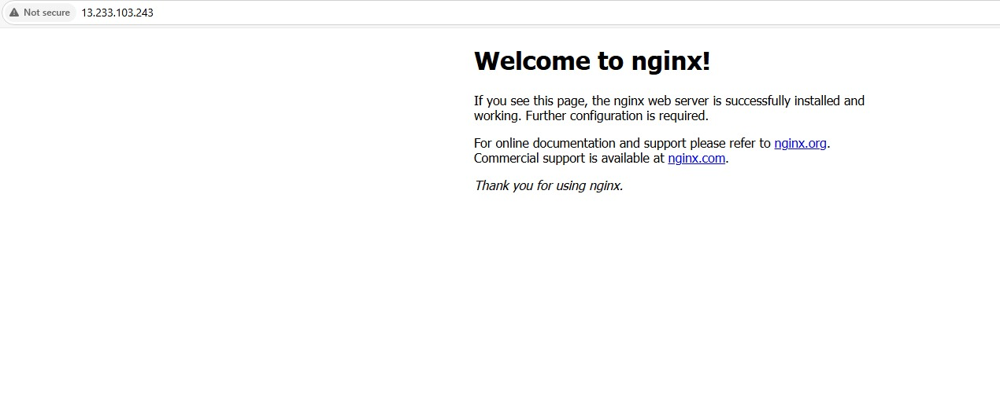 Not secure 13.233.103.243
Welcome to nginx!
If you see this page, the nginx web server is successfully installed and
working. Further configuration is required.
For online documentation and support please refer to nginx.org.
Commercial support is available at nginx.com.
Thank you for using nginx.